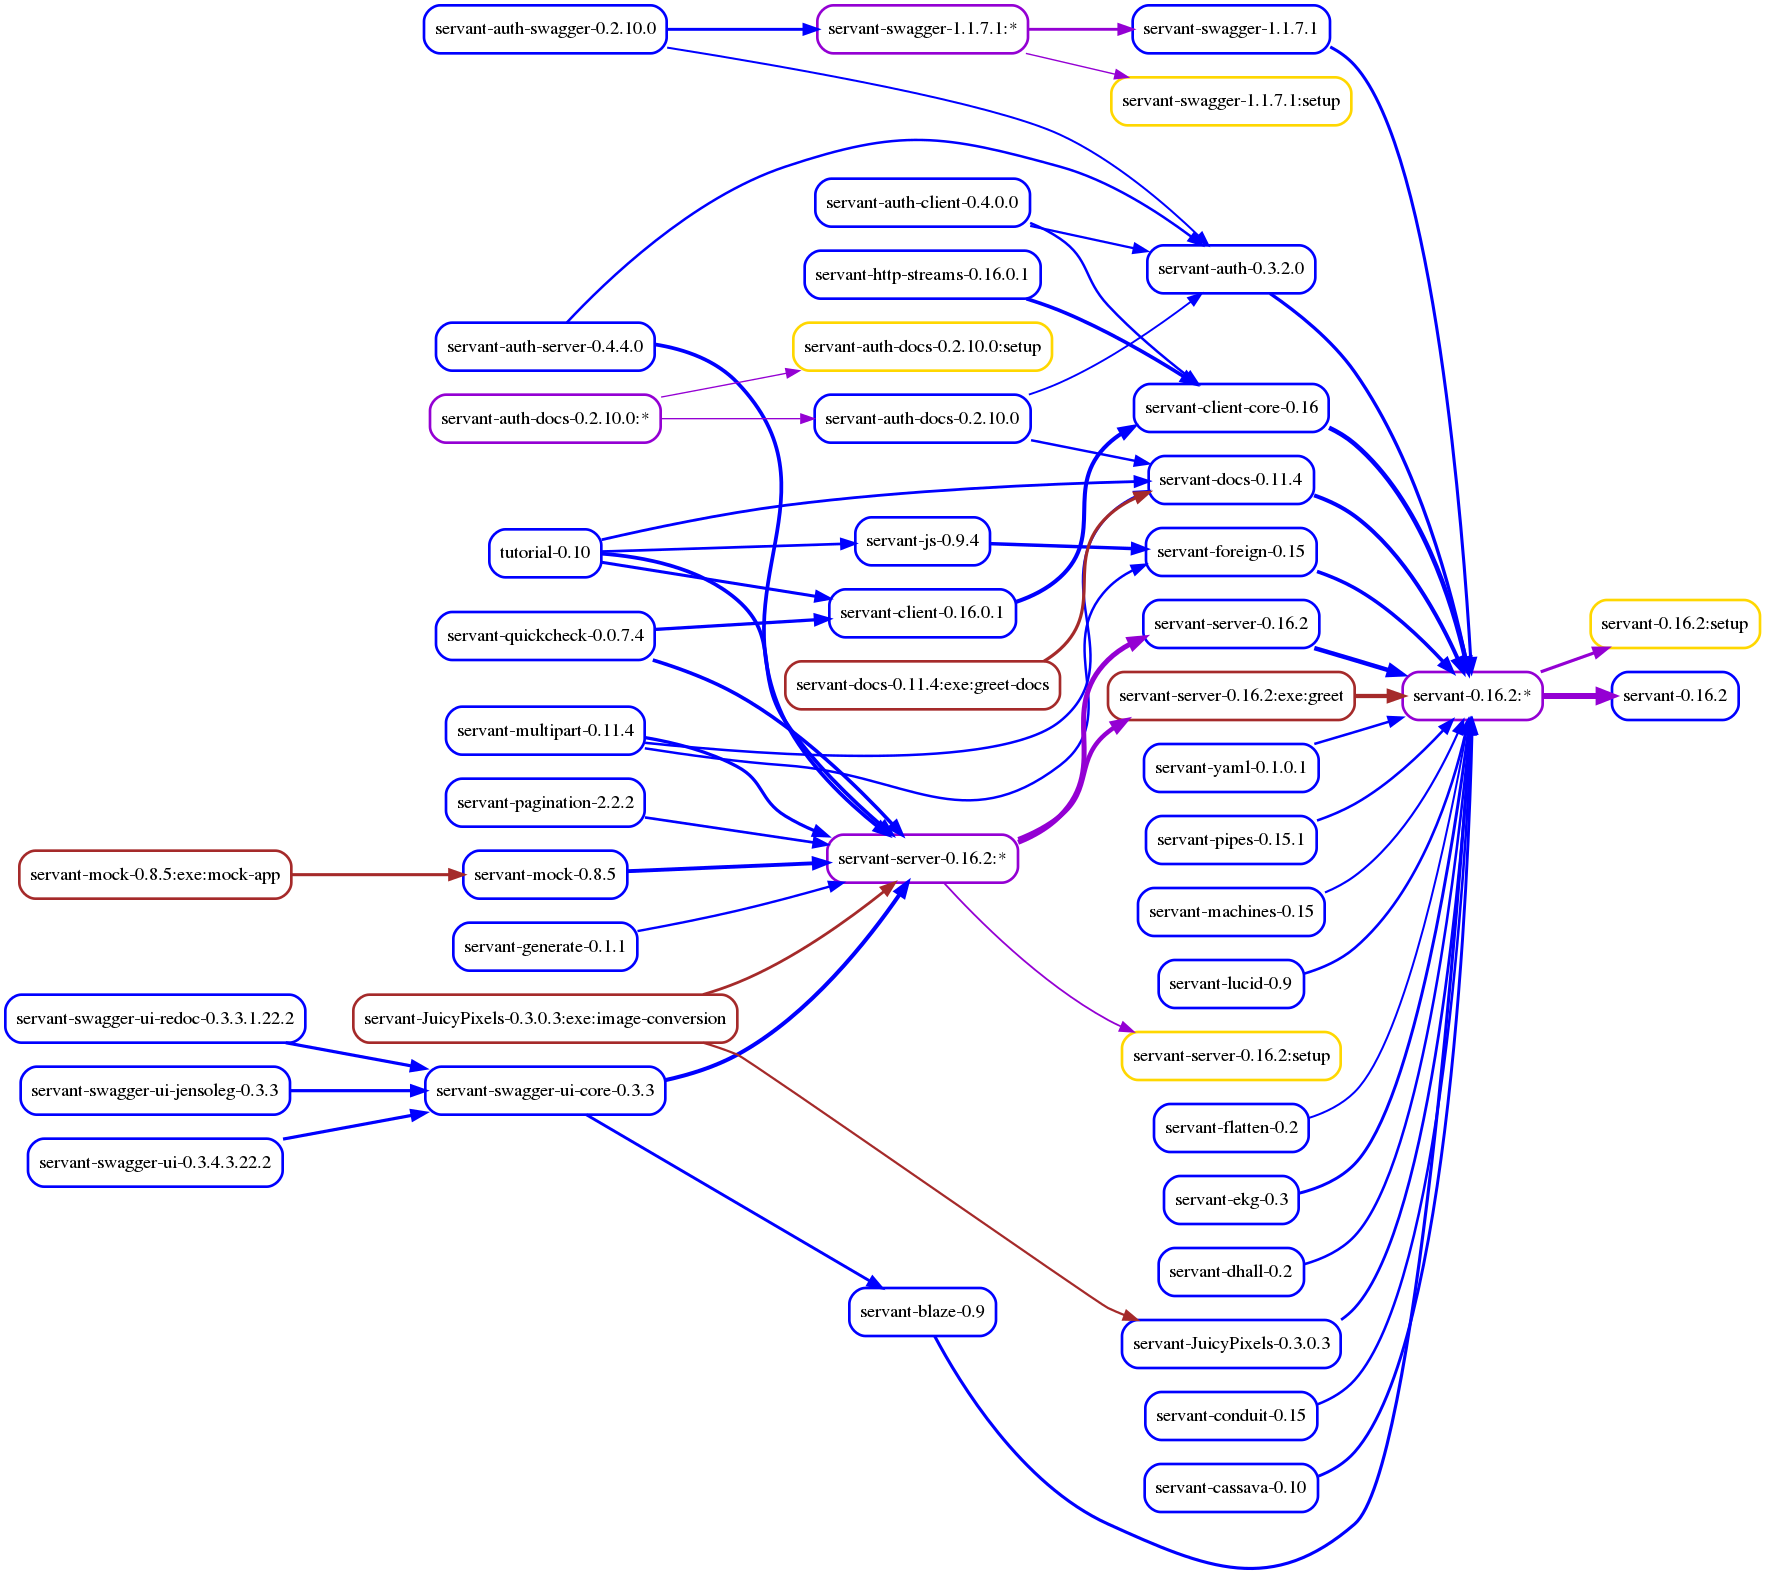 servant-auth-swagger-0.2.10.0
servant-swagger-1.1.7.1:*
servant-swagger-1.1.7.1
servant-swagger-1.1.7.1:setup
servant-auth-client-0.4.0.0
servant-http-streams-0.16.0.1
servant-auth-0.3.2.0
servant-auth-server-0.4.4.0
servant-auth-docs-0.2.10.0:setup
servant-auth-docs-0.2.10.0:*
servant-auth-docs-0.2.10.0
servant-client-core-0.16
servant-docs-0.11.4
tutorial-0.10
servant-js-0.9.4
servant-foreign-0.15
servant-client-0.16.0.1
servant-quickcheck-0.0.7.4
servant-server-0.16.2
servant-0.16.2:setup
servant-docs-0.11.4:exe:greet-docs
servant-server-0.16.2:exe:greet
servant-0.16.2:*
servant-0.16.2
servant-multipart-0.11.4
servant-yaml-0.1.0.1
servant-pagination-2.2.2
servant-pipes-0.15.1
servant-server-0.16.2:*
servant-mock-0.8.5:exe:mock-app
servant-mock-0.8.5
servant-machines-0.15
servant-generate-0.1.1
servant-lucid-0.9
servant-swagger-ui-redoc-0.3.3.1.22.2
servant-JuicyPixels-0.3.0.3:exe:image-conversion
servant-server-0.16.2:setup
servant-swagger-ui-jensoleg-0.3.3
servant-swagger-ui-core-0.3.3
servant-flatten-0.2
servant-swagger-ui-0.3.4.3.22.2
servant-ekg-0.3
servant-dhall-0.2
servant-blaze-0.9
servant-JuicyPixels-0.3.0.3
servant-conduit-0.15
servant-cassava-0.10